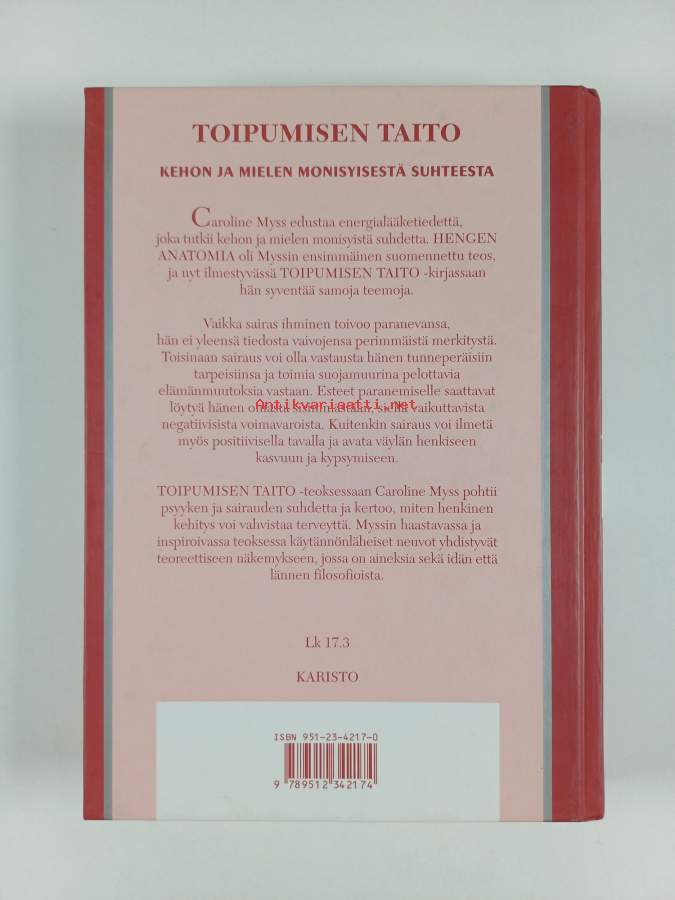 TOIPUMISEN TAITO
KEHON JA MIELEN MONISYISESTÄ SUHTEESTA
Caroline Myss edustaa energialääketiedettä,
joka tutkii kehon ja mielen monisyistä suhdetta. HENGEN
ANATOMIA oli Myssin ensimmäinen suomennettu teos,
ja nyt ilmestyvässä TOIPUMISEN TAITO -kirjassaan
hän syventää samoja teemoja.
Vaikka sairas ihminen toivoo paranevansa,
hän ei yleensä tiedosta vaivojensa perimmäistä merkitystä.
Toisinaan sairaus voi olla vastausta hänen tunneperäisiin
tarpeisiinsa ja toimia suojamuurina pelottavia
elämänmuutoksia vastaan. Esteet paranemiselle saattavat
Antikvariaatti.net
löytyä hänen vaikuttavista
negatiivisista voimavaroista. Kuitenkin sairaus voi ilmetä
myös positiivisella tavalla ja avata väylän henkiseen
kasvuun ja kypsymiseen.
TOIPUMISEN TAITO -teoksessaan Caroline Myss pohtii
psyyken ja sairauden suhdetta ja kertoo, miten henkinen
kehitys voi vahvistaa terveyttä. Myssin haastavassa ja
inspiroivassa teoksessa käytännönläheiset neuvot yhdistyvät
teoreettiseen näkemykseen, jossa on aineksia sekä idän että
lännen filosofioista.
Lk 17.3
KARISTO
ISBN 951-23-4217-0
9 789512 342174